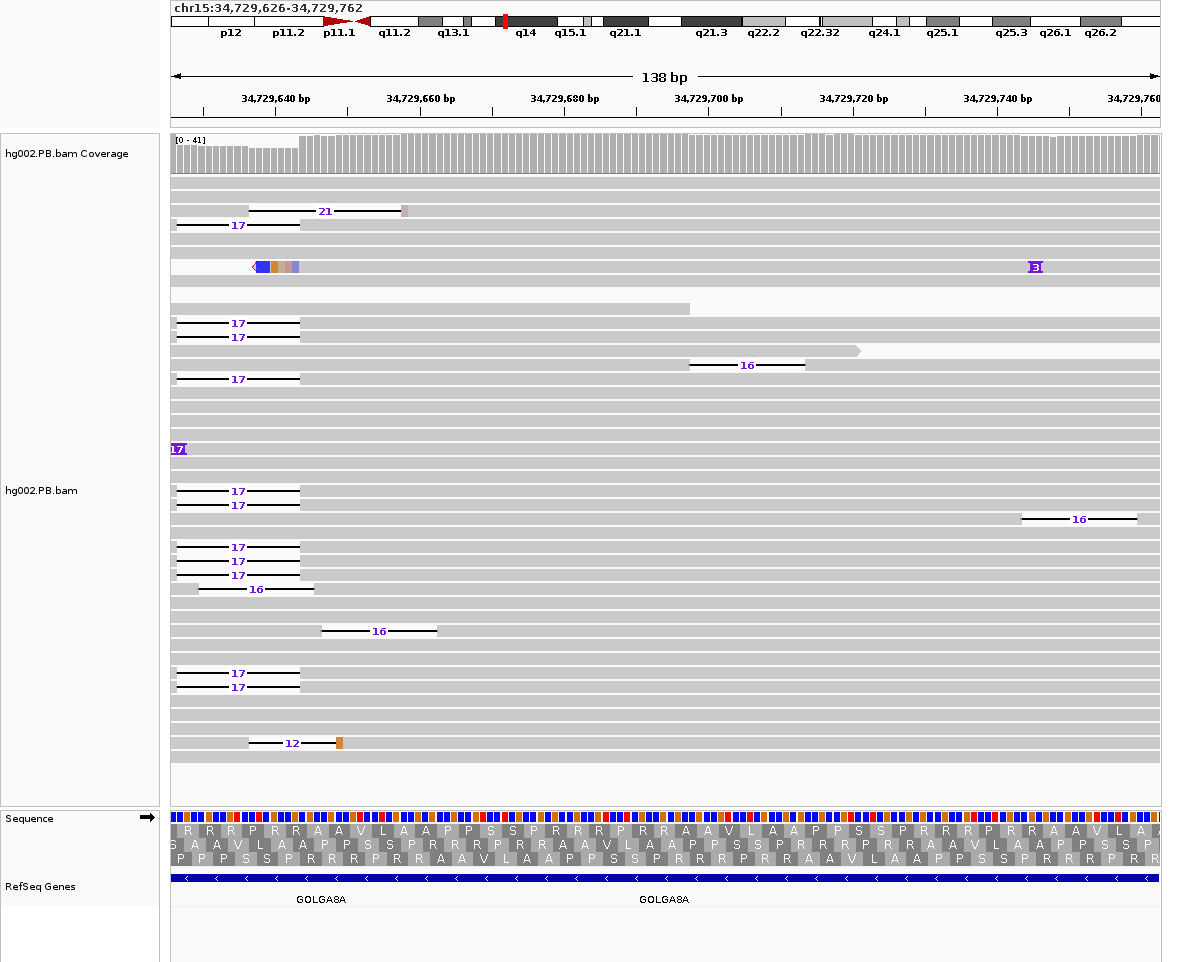 chr15:34,729,626-34,729,762
p12 p11.2 p11.1 q11.2 q13.1 q14 q15.1 q21.1 q21.3 q22.2 q22.32 q24.1 q25.1 q25.3 q26.1 q26.2
138 bp
34,729,640 bp 34,729,660 bp 34,729,680 bp 34,729,700 bp 34,729,720 bp 34,729,740 bp 34,729,760
[0 - 41]
hg002.PB.bam Coverage
21
17
3
17
17
16
17
17
hg002.PB.bam
17
17
16
17
17
17
16
16
17
17
12
Sequence
R R R P R R A A V L A A P P S S P R R R P R R A A V L A A P P S S P R R R P R R A A V L A
S A A V L A A P P S S P R R R P R R A A V L A A P P S S P R R R P R R A A V L A A P P S S P
P P P S S P R R R P R R A A V L A A P P S S P R R R P R R A A V L A A P P S S P R R R P R R
RefSeq Genes
GOLGA8A GOLGA8A